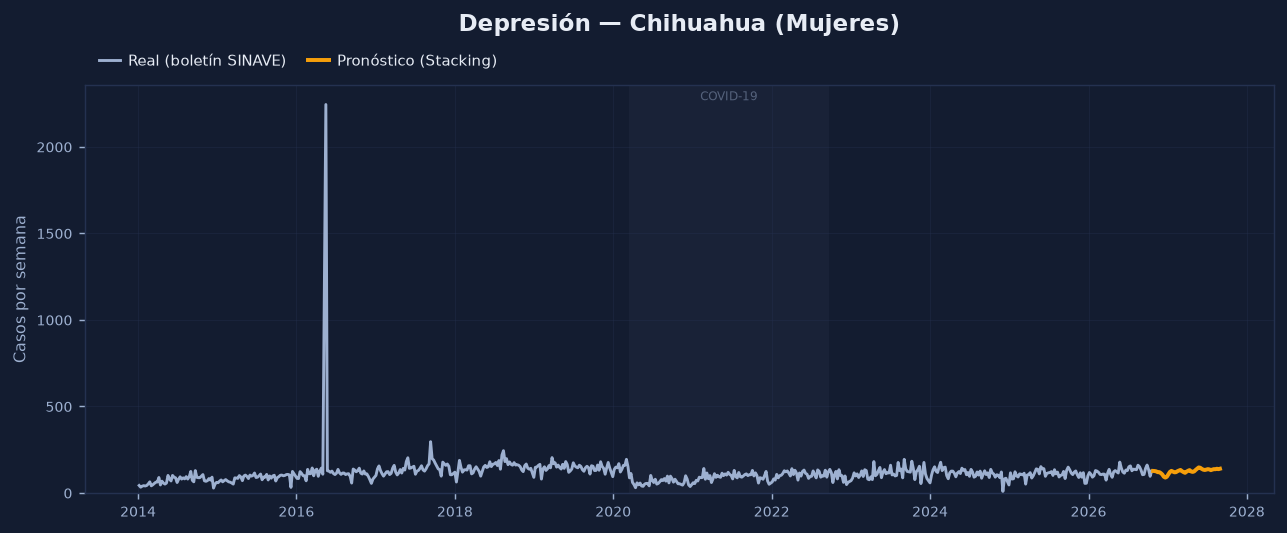 Depresión — Chihuahua (Mujeres)
Real (boletín SINAVE)
Pronóstico (Stacking)
COVID-19
Casos por semana
2000
1500
1000
500
0
2014
2016
2018
2020
2022
2024
2026
2028